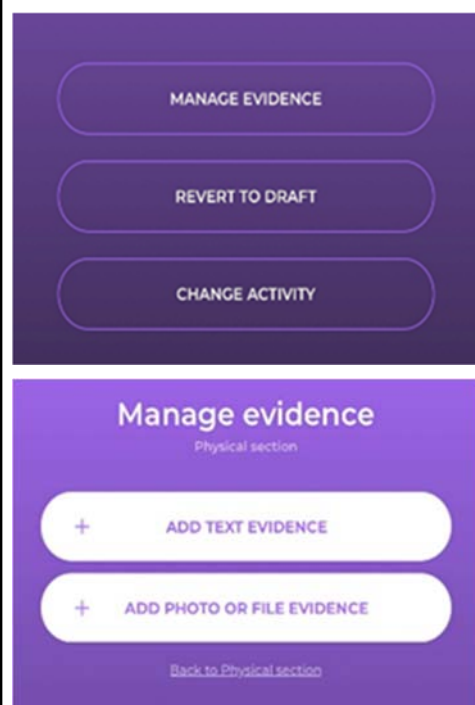 MANAGE EVIDENCE
REVERT TO DRAFT
CHANGE ACTIVITY
Manage evidence
Physical section
+ ADD TEXT EVIDENCE
+ ADD PHOTO OR FILE EVIDENCE
Back to Physical section